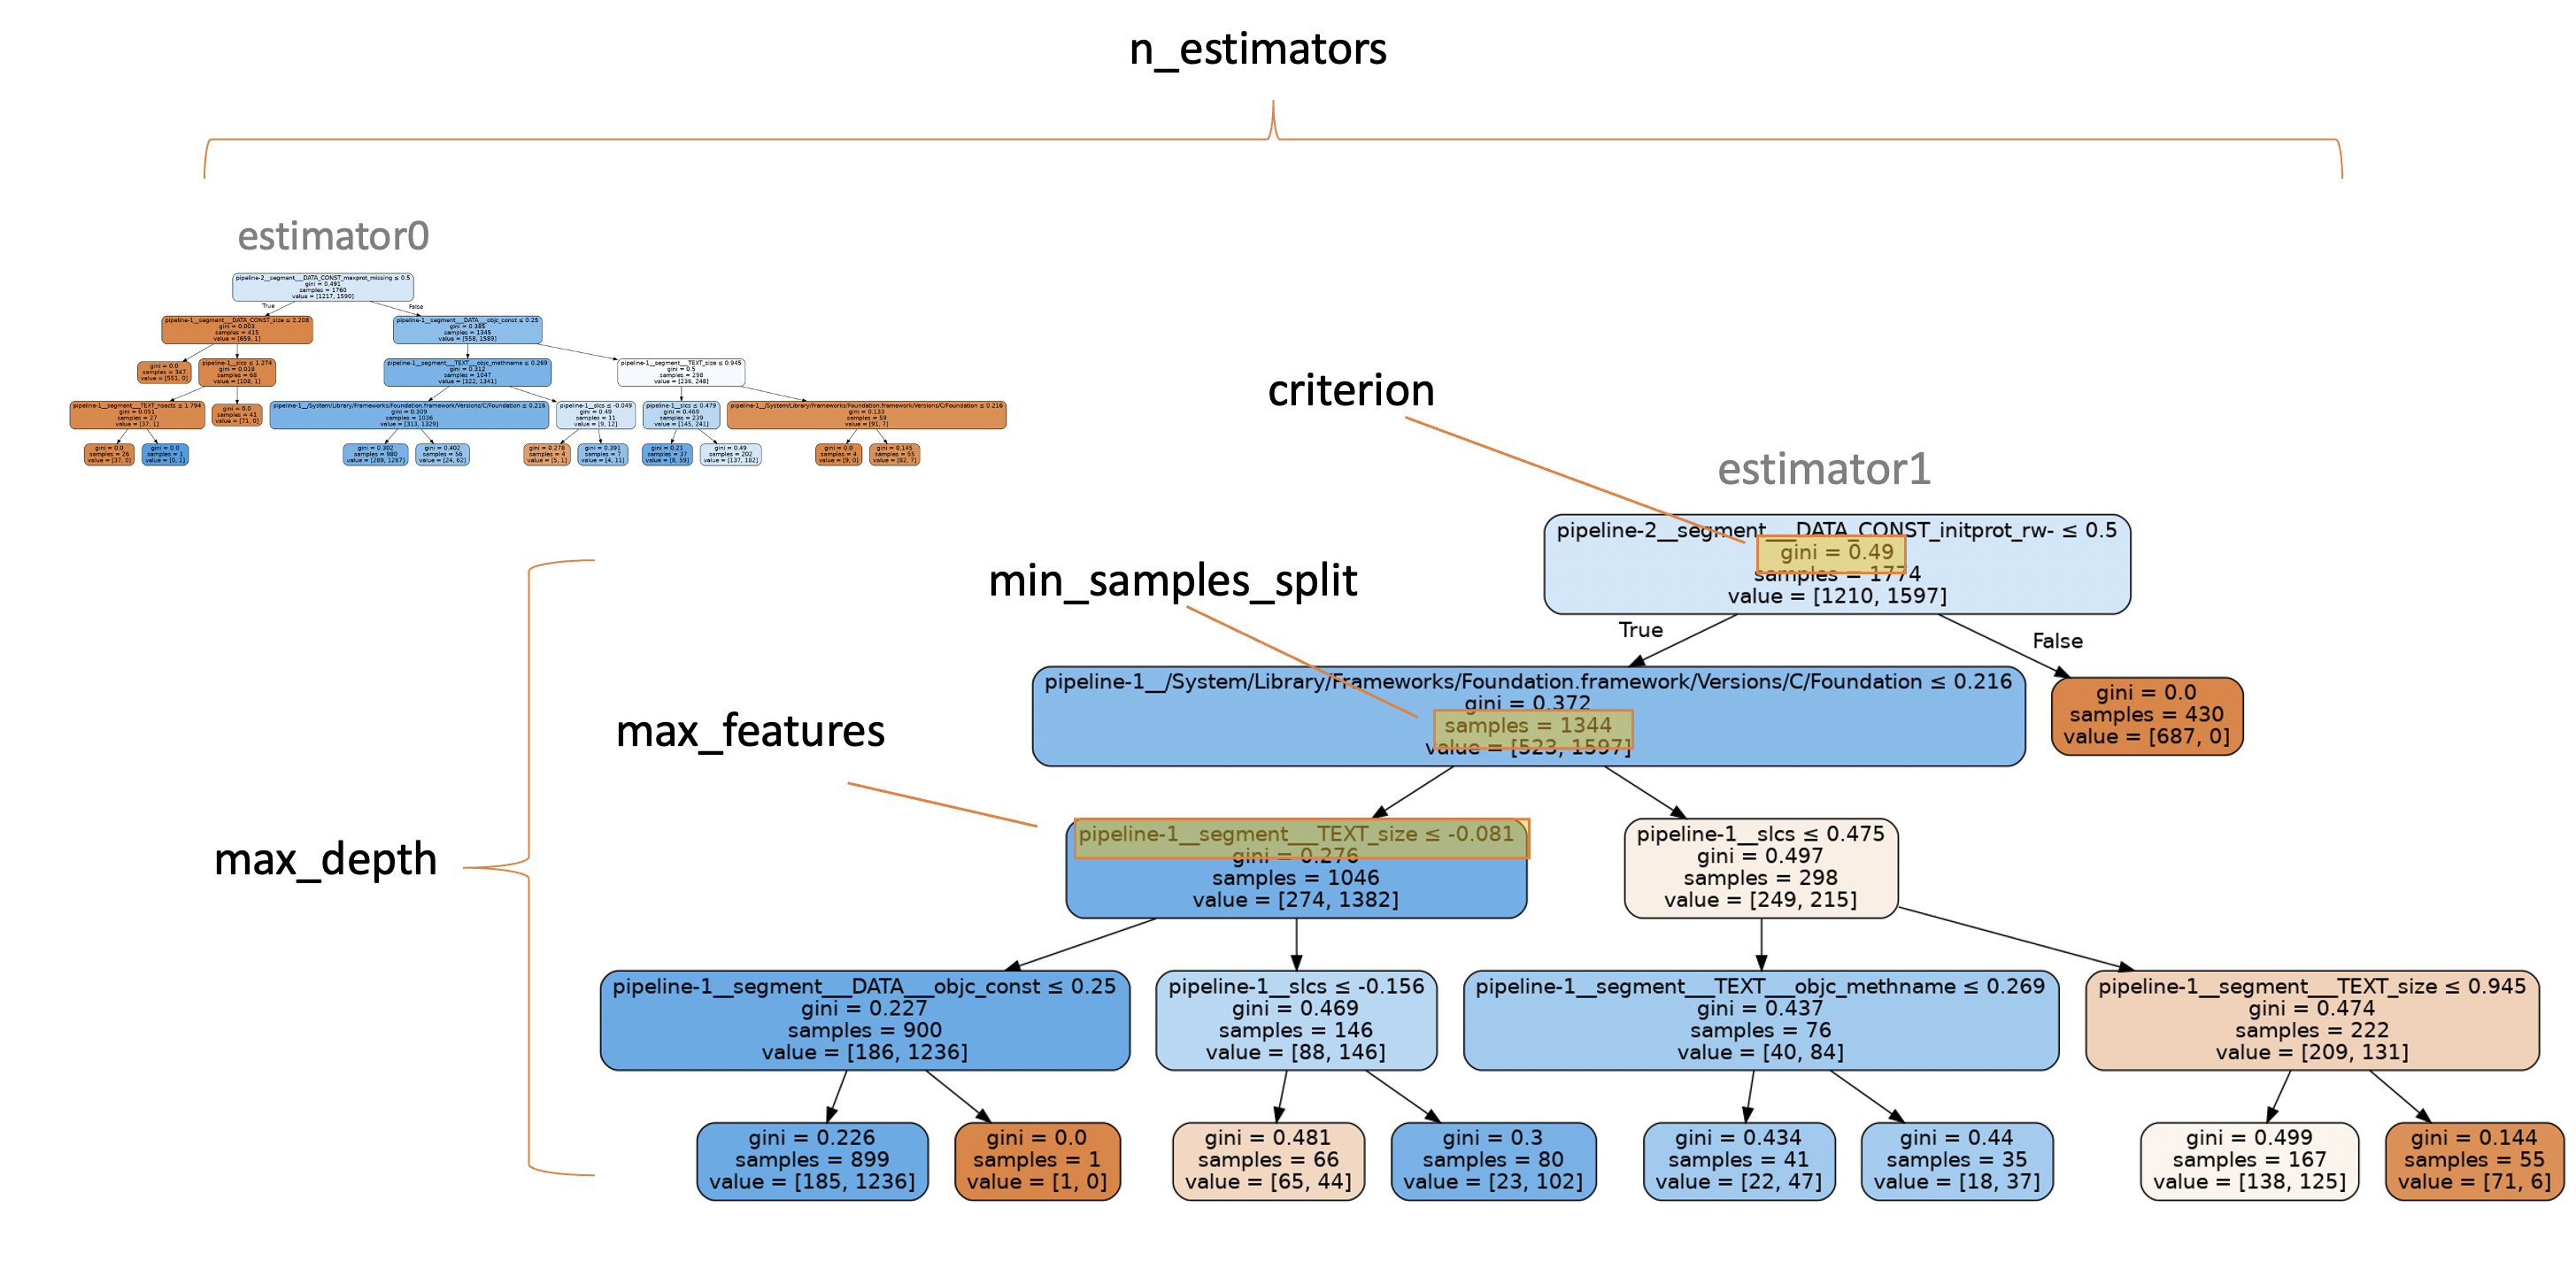 n_estimators
estimator0
pipeline-2__segment___DATA_CONST_maxprot_missing ≤ 0.5
gini = 0.491
samples = 1760
value = [1217, 1590]
True
False
pipeline-1__segment___DATA_CONST_size ≤ 2.208
gini = 0.003
samples = 415
value = [659, 1]
pipeline-1__segment___DATA___objc_const ≤ 0.25
gini = 0.385
samples = 1345
value = [558, 1589]
gini = 0.0
samples = 347
value = [551, 0]
pipeline-1__slcs ≤ 1.274
gini = 0.018
samples = 68
value = [108, 1]
pipeline-1__segment___TEXT___objc_methname ≤ 0.269
gini = 0.312
samples = 1047
value = [322, 1341]
pipeline-1__segment___TEXT_size ≤ 0.945
gini = 0.5
samples = 298
value = [236, 248]
pipeline-1__segment___TEXT_nsects ≤ 1.794
gini = 0.051
samples = 27
value = [37, 1]
gini = 0.0
samples = 41
value = [71, 0]
pipeline-1__/System/Library/Frameworks/Foundation.framework/Versions/C/Foundation ≤ 0.216
gini = 0.309
samples = 1036
value = [313, 1329]
pipeline-1__slcs ≤ -0.049
gini = 0.49
samples = 11
value = [9, 12]
pipeline-1__slcs ≤ 0.479
gini = 0.469
samples = 239
value = [145, 241]
pipeline-1__/System/Library/Frameworks/Foundation.framework/Versions/C/Foundation ≤ 0.216
gini = 0.133
samples = 59
value = [91, 7]
gini = 0.0
samples = 26
value = [37, 0]
gini = 0.0
samples = 1
value = [0, 1]
gini = 0.302
samples = 980
value = [289, 1267]
gini = 0.402
samples = 56
value = [24, 62]
gini = 0.278
samples = 4
value = [5, 1]
gini = 0.391
samples = 7
value = [4, 11]
gini = 0.21
samples = 37
value = [8, 59]
gini = 0.49
samples = 202
value = [137, 182]
gini = 0.0
samples = 4
value = [9, 0]
gini = 0.145
samples = 55
value = [82, 7]
criterion
estimator1
min_samples_split
max_features
max_depth
pipeline-2__segment___DATA_CONST_initprot_rw- ≤ 0.5
gini = 0.49
samples = 1774
value = [1210, 1597]
True
False
pipeline-1__/System/Library/Frameworks/Foundation.framework/Versions/C/Foundation ≤ 0.216
gini = 0.372
samples = 1344
value = [523, 1597]
gini = 0.0
samples = 430
value = [687, 0]
pipeline-1__segment___TEXT_size ≤ -0.081
gini = 0.276
samples = 1046
value = [274, 1382]
pipeline-1__slcs ≤ 0.475
gini = 0.497
samples = 298
value = [249, 215]
pipeline-1__segment___DATA___objc_const ≤ 0.25
gini = 0.227
samples = 900
value = [186, 1236]
pipeline-1__slcs ≤ -0.156
gini = 0.469
samples = 146
value = [88, 146]
pipeline-1__segment___TEXT___objc_methname ≤ 0.269
gini = 0.437
samples = 76
value = [40, 84]
pipeline-1__segment___TEXT_size ≤ 0.945
gini = 0.474
samples = 222
value = [209, 131]
gini = 0.226
samples = 899
value = [185, 1236]
gini = 0.0
samples = 1
value = [1, 0]
gini = 0.481
samples = 66
value = [65, 44]
gini = 0.3
samples = 80
value = [23, 102]
gini = 0.434
samples = 41
value = [22, 47]
gini = 0.44
samples = 35
value = [18, 37]
gini = 0.499
samples = 167
value = [138, 125]
gini = 0.144
samples = 55
value = [71, 6]